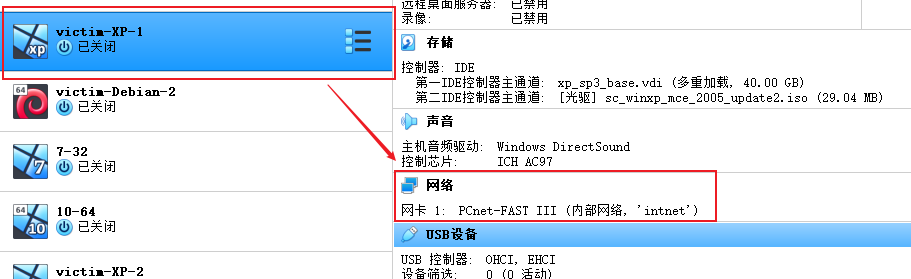 victim-XP-1
xp
已关闭
64
victim-Debian-2
已关闭
7-32
7
已关闭
64
10-64
10
已关闭
victim-XP-2
远程桌面服务器: 已禁用
录像: 已禁用
存储
控制器: IDE
第一IDE控制器主通道: xp_sp3_base.vdi (多重加载, 40.00 GB)
第二IDE控制器主通道: [光驱] sc_winxp_mce_2005_update2.iso (29.04 MB)
声音
主机音频驱动: Windows DirectSound
控制芯片: ICH AC97
网络
网卡 1: PCnet-FAST III (内部网络, 'intnet')
USB设备
USB 控制器: OHCI, EHCI
设备筛选: 0 (0 活动)